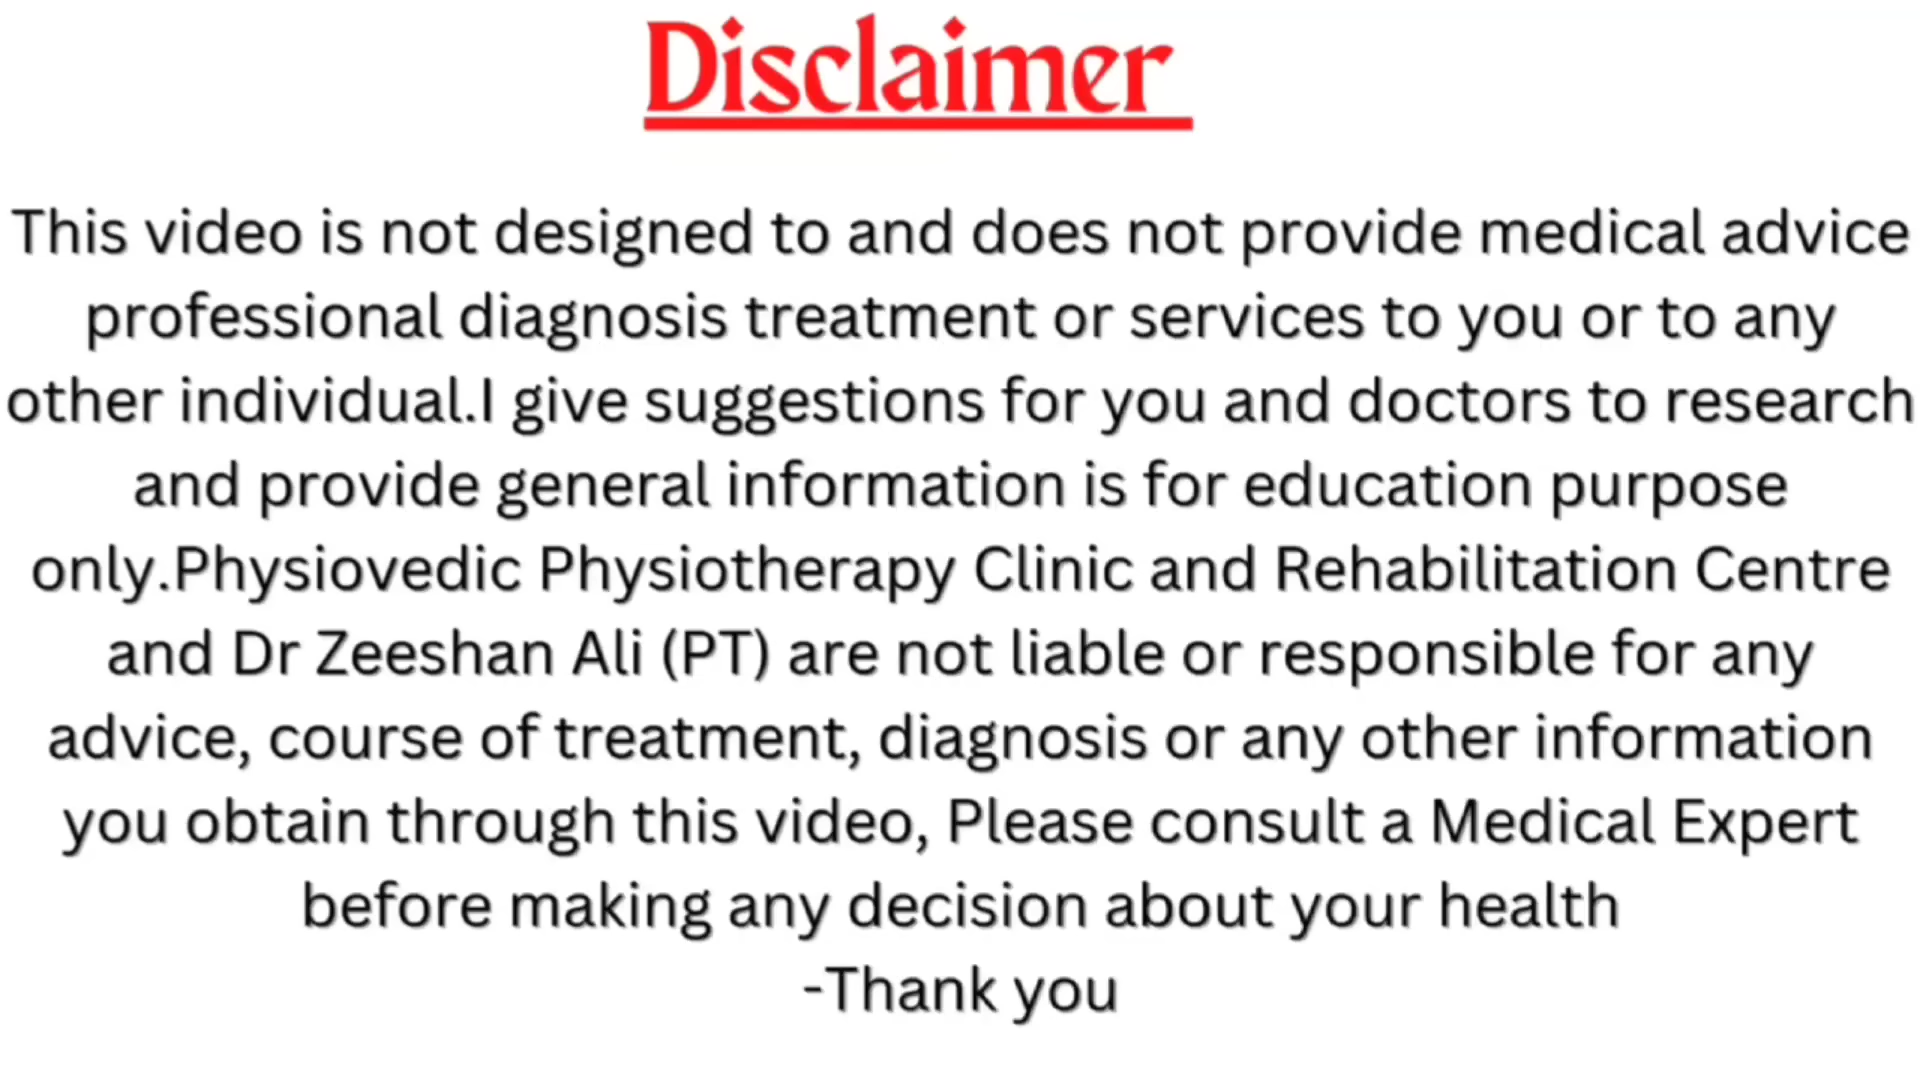 Disclaimer
This video is not designed to and does not provide medical advice
professional diagnosis treatment or services to you or to any
other individual.I give suggestions for you and doctors to research
and provide general information is for education purpose
only.Physiovedic Physiotherapy Clinic and Rehabilitation Centre
and Dr Zeeshan Ali (PT) are not liable or responsible for any
advice, course of treatment, diagnosis or any other information
you obtain through this video, Please consult a Medical Expert
before making any decision about your health
-Thank you